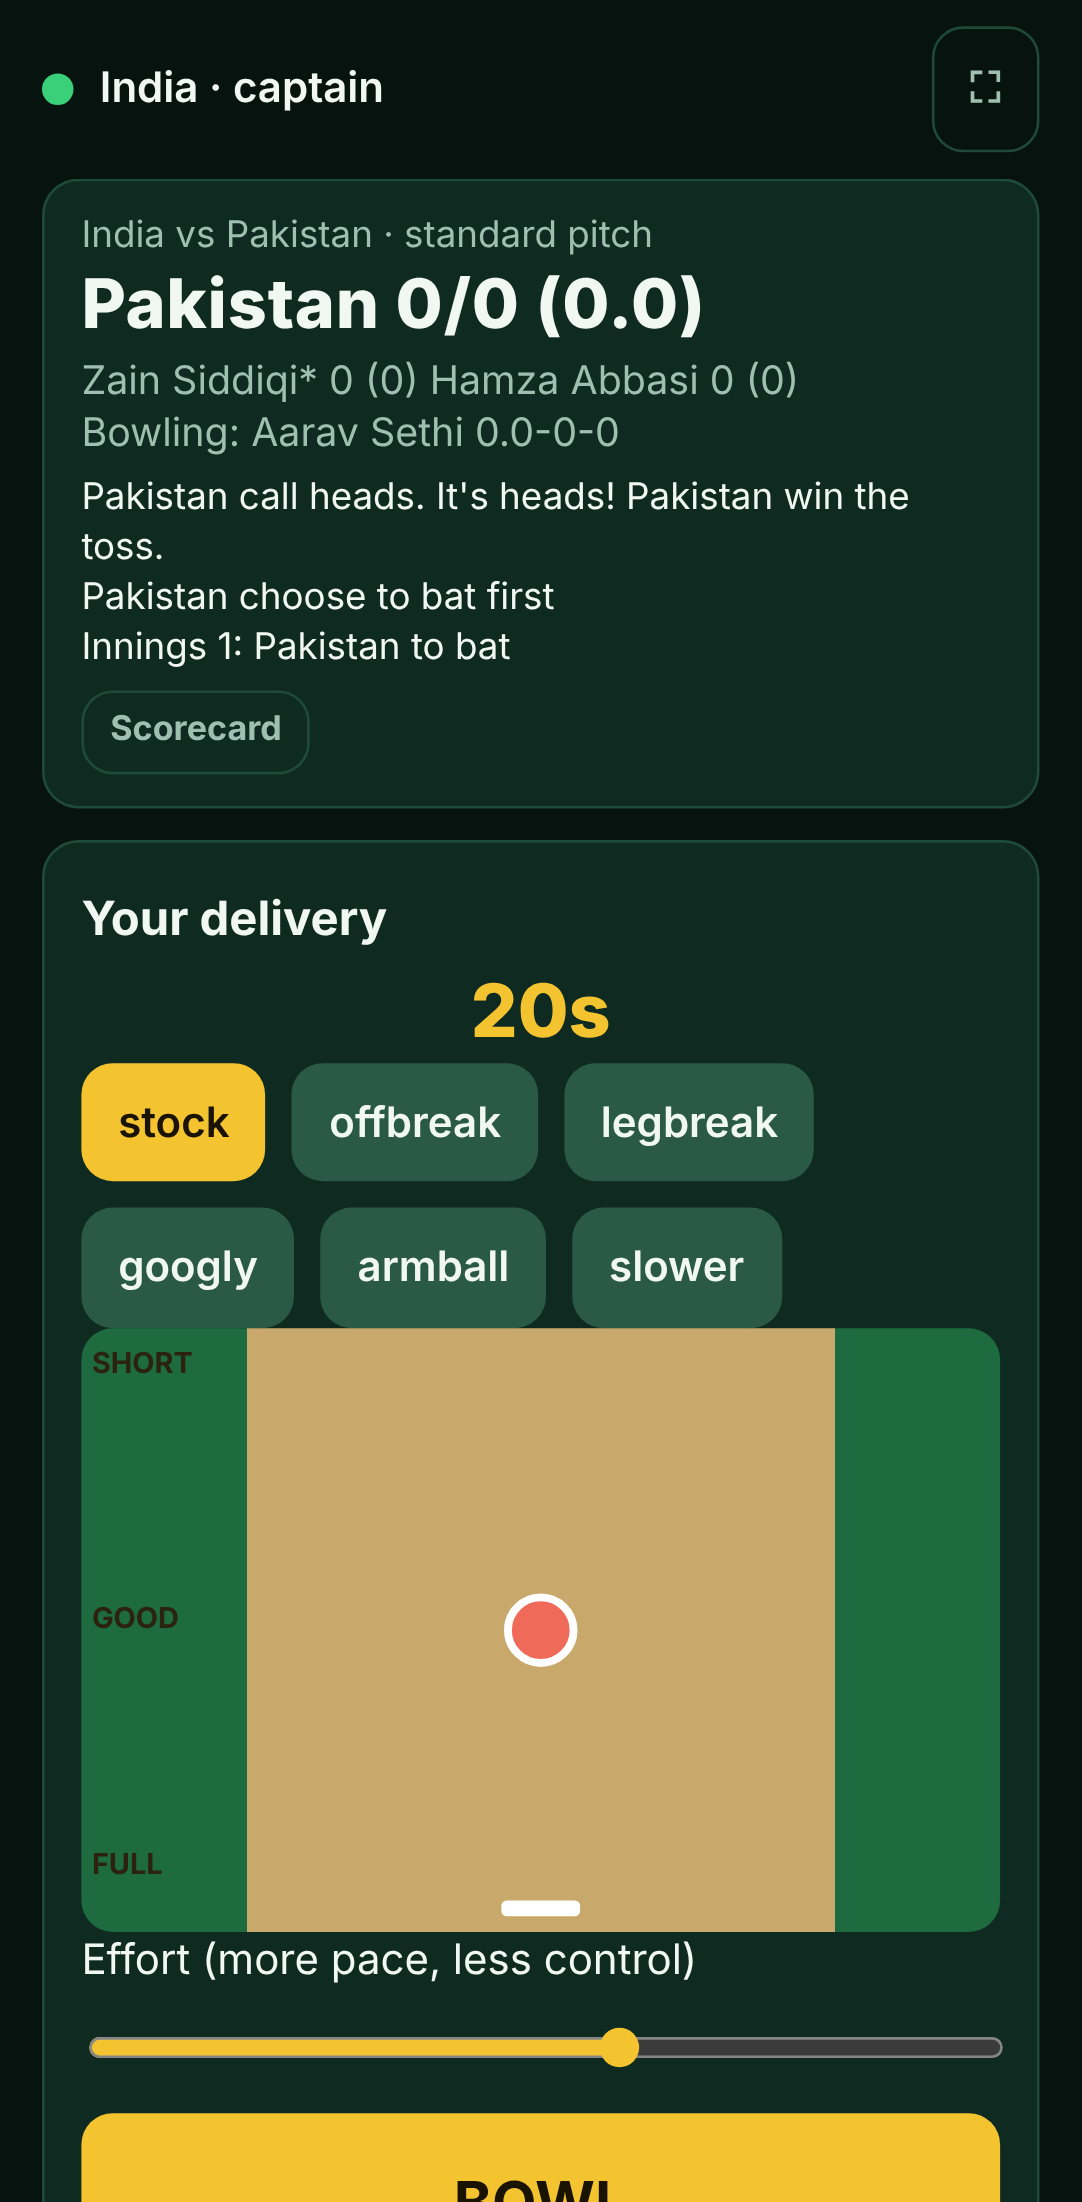 India · captain
India vs Pakistan · standard pitch
Pakistan 0/0 (0.0)
Zain Siddiqi* 0 (0) Hamza Abbasi 0 (0)
Bowling: Aarav Sethi 0.0-0-0
Pakistan call heads. It's heads! Pakistan win the
toss.
Pakistan choose to bat first
Innings 1: Pakistan to bat
Scorecard
Your delivery
20s
stock offbreak legbreak
googly armball slower
SHORT
GOOD
FULL
Effort (more pace, less control)
BOWL